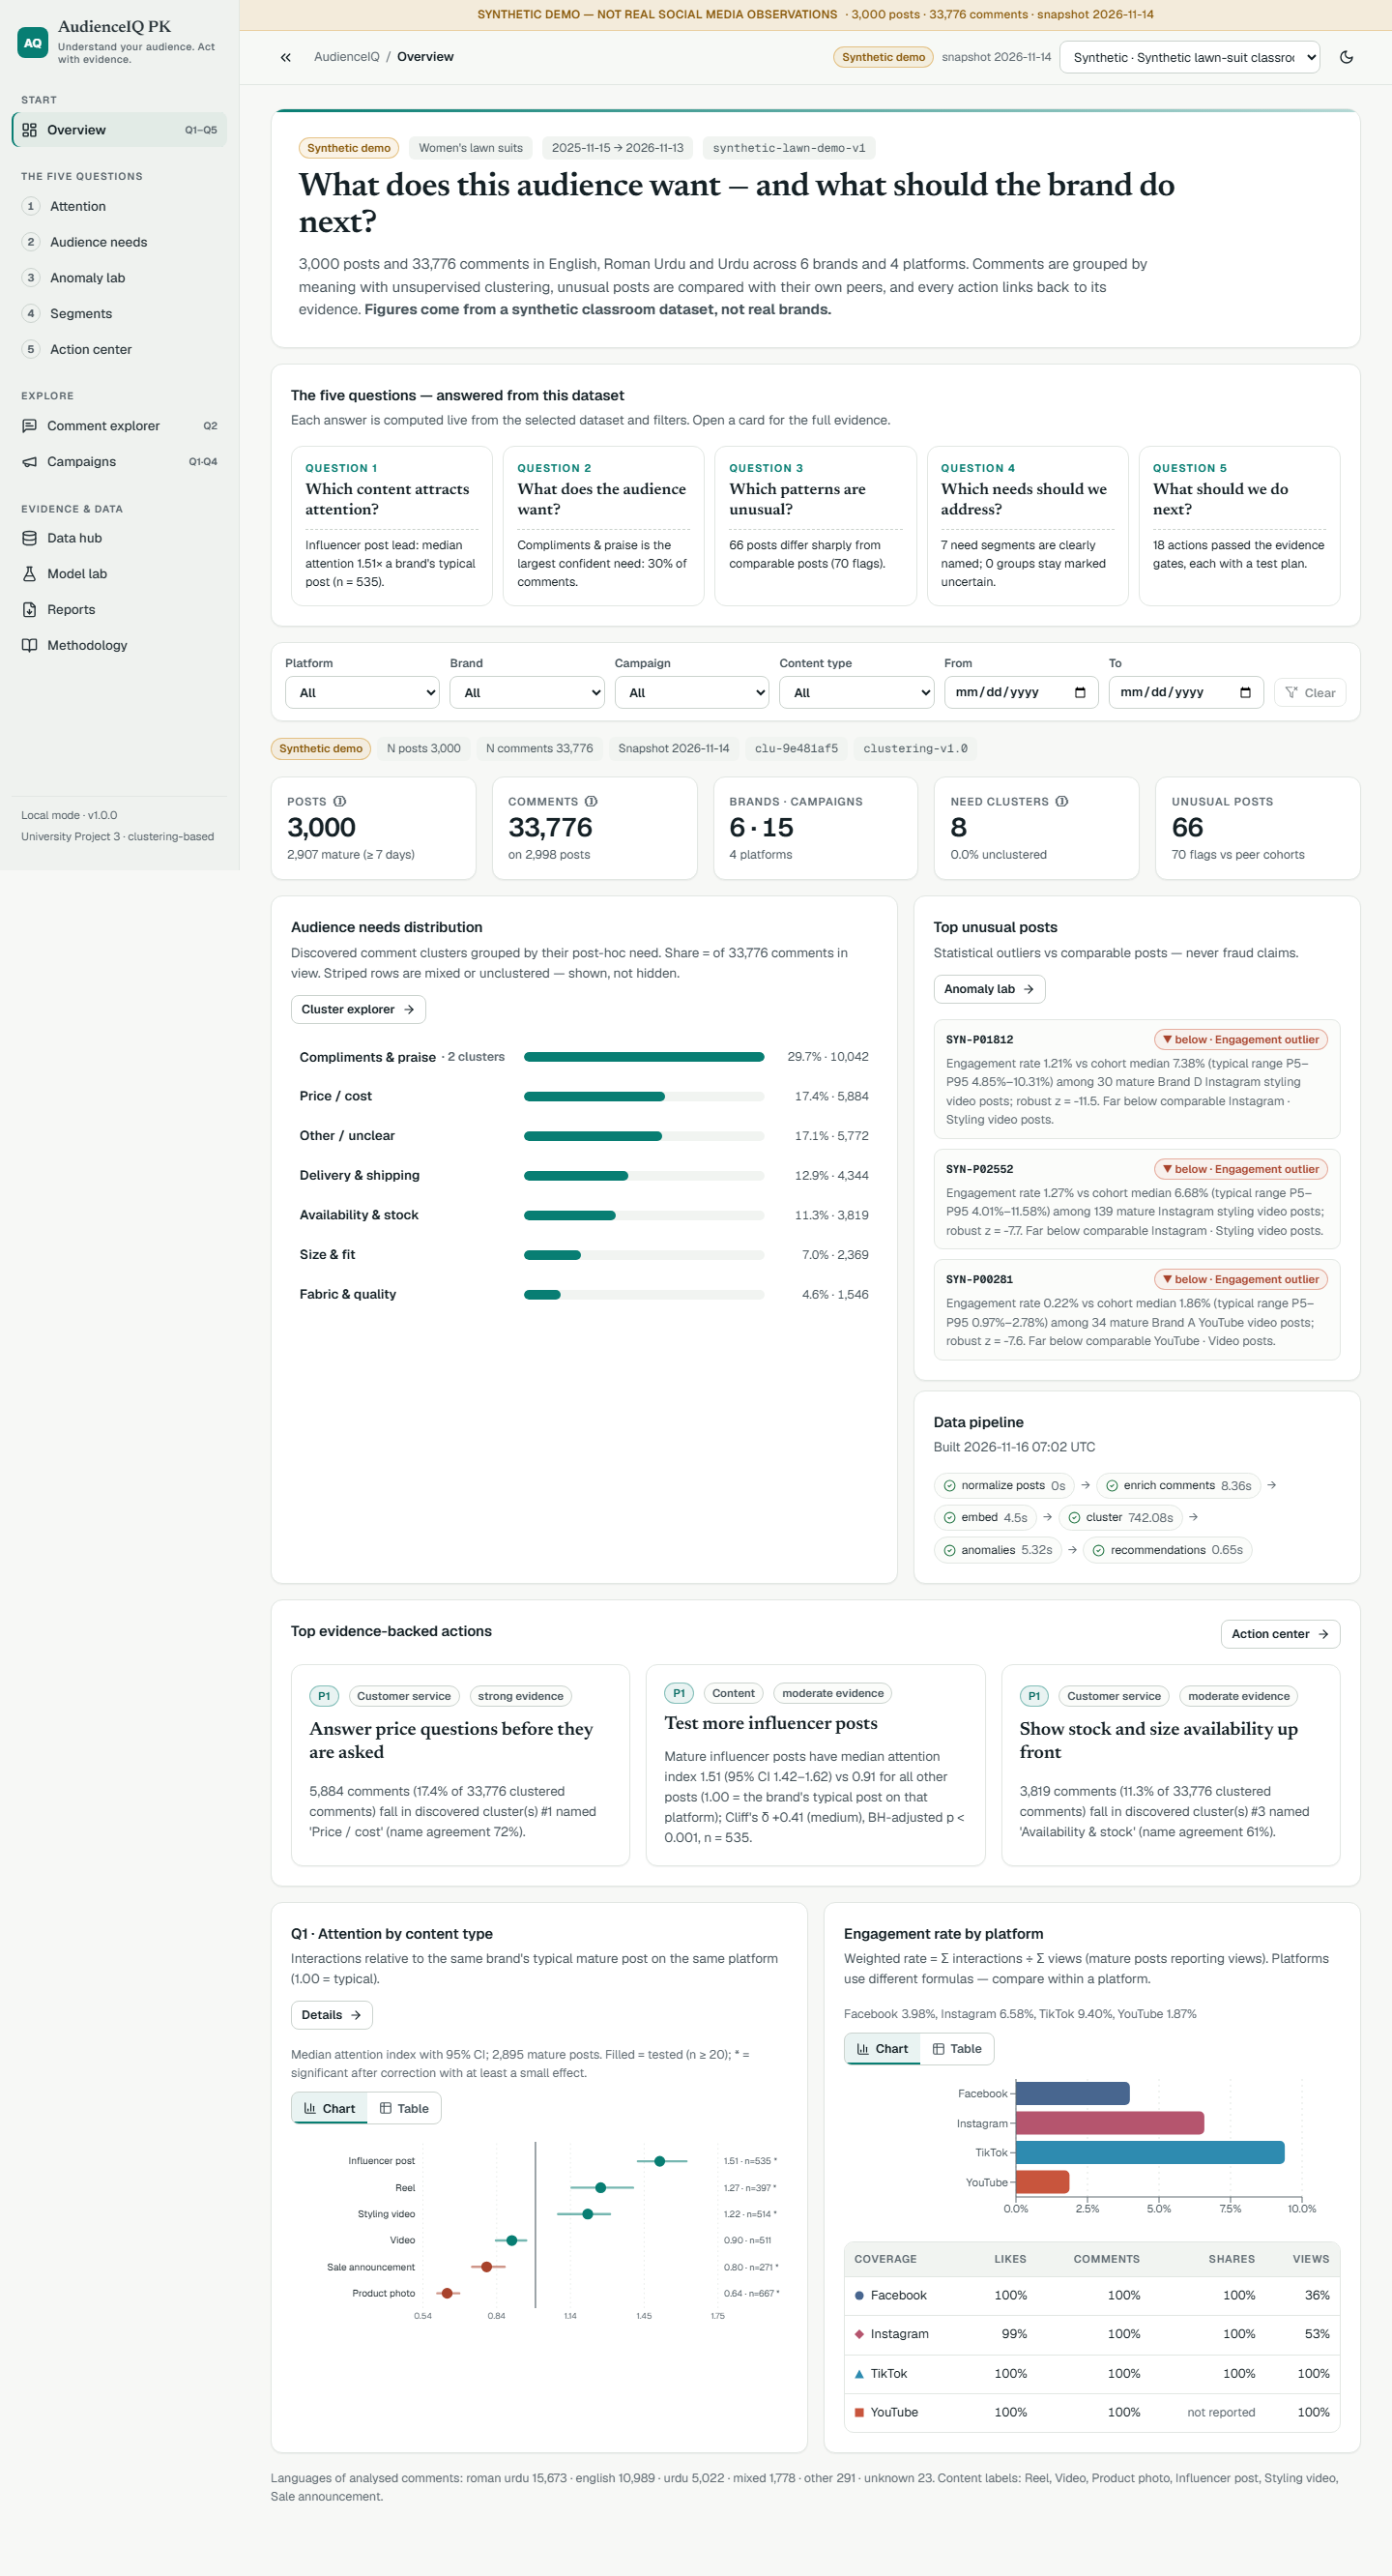 SYNTHETIC DEMO — NOT REAL SOCIAL MEDIA OBSERVATIONS · 3,000 posts · 33,776 comments · snapshot 2026-11-14
AQ
AudienceIQ PK
Understand your audience. Act
with evidence.
START
Overview Q1–Q5
THE FIVE QUESTIONS
1 Attention
2 Audience needs
3 Anomaly lab
4 Segments
5 Action center
EXPLORE
Comment explorer Q2
Campaigns Q1-Q4
EVIDENCE & DATA
Data hub
Model lab
Reports
Methodology
Local mode · v1.0.0
University Project 3 · clustering-based
AudienceIQ / Overview
Synthetic demo snapshot 2026-11-14 Synthetic · Synthetic lawn-suit classroo
Synthetic demo Women's lawn suits 2025-11-15 → 2026-11-13 synthetic-lawn-demo-v1
What does this audience want — and what should the brand do
next?
3,000 posts and 33,776 comments in English, Roman Urdu and Urdu across 6 brands and 4 platforms. Comments are grouped by
meaning with unsupervised clustering, unusual posts are compared with their own peers, and every action links back to its
evidence. Figures come from a synthetic classroom dataset, not real brands.
The five questions — answered from this dataset
Each answer is computed live from the selected dataset and filters. Open a card for the full evidence.
QUESTION 1
Which content attracts
attention?
Influencer post lead: median
attention 1.51× a brand's typical
post (n = 535).
QUESTION 2
What does the audience
want?
Compliments & praise is the
largest confident need: 30% of
comments.
QUESTION 3
Which patterns are
unusual?
66 posts differ sharply from
comparable posts (70 flags).
QUESTION 4
Which needs should we
address?
7 need segments are clearly
named; 0 groups stay marked
uncertain.
QUESTION 5
What should we do
next?
18 actions passed the evidence
gates, each with a test plan.
Platform Brand Campaign Content type From To
All All All All mm/dd/yyyy mm/dd/yyyy Clear
Synthetic demo N posts 3,000 N comments 33,776 Snapshot 2026-11-14 clu-9e481af5 clustering-v1.0
POSTS
3,000
2,907 mature (≥ 7 days)
COMMENTS
33,776
on 2,998 posts
BRANDS · CAMPAIGNS
6 · 15
4 platforms
NEED CLUSTERS
8
0.0% unclustered
UNUSUAL POSTS
66
70 flags vs peer cohorts
Audience needs distribution
Discovered comment clusters grouped by their post-hoc need. Share = of 33,776 comments in
view. Striped rows are mixed or unclustered — shown, not hidden.
Cluster explorer →
Compliments & praise · 2 clusters 29.7% · 10,042
Price / cost 17.4% · 5,884
Other / unclear 17.1% · 5,772
Delivery & shipping 12.9% · 4,344
Availability & stock 11.3% · 3,819
Size & fit 7.0% · 2,369
Fabric & quality 4.6% · 1,546
Top unusual posts
Statistical outliers vs comparable posts — never fraud claims.
Anomaly lab →
SYN-P01812 ▼ below · Engagement outlier
Engagement rate 1.21% vs cohort median 7.38% (typical range P5–
P95 4.85%–10.31%) among 30 mature Brand D Instagram styling
video posts; robust z = -11.5. Far below comparable Instagram ·
Styling video posts.
SYN-P02552 ▼ below · Engagement outlier
Engagement rate 1.27% vs cohort median 6.68% (typical range P5–
P95 4.01%–11.58%) among 139 mature Instagram styling video posts;
robust z = -7.7. Far below comparable Instagram · Styling video posts.
SYN-P00281 ▼ below · Engagement outlier
Engagement rate 0.22% vs cohort median 1.86% (typical range P5–
P95 0.97%–2.78%) among 34 mature Brand A YouTube video posts;
robust z = -7.6. Far below comparable YouTube · Video posts.
Data pipeline
Built 2026-11-16 07:02 UTC
normalize posts 0s → enrich comments 8.36s →
embed 4.5s → cluster 742.08s →
anomalies 5.32s → recommendations 0.65s
Top evidence-backed actions
Action center →
P1 Customer service strong evidence
Answer price questions before they
are asked
5,884 comments (17.4% of 33,776 clustered
comments) fall in discovered cluster(s) #1 named
'Price / cost' (name agreement 72%).
P1 Content moderate evidence
Test more influencer posts
Mature influencer posts have median attention
index 1.51 (95% CI 1.42–1.62) vs 0.91 for all other
posts (1.00 = the brand's typical post on that
platform); Cliff's δ +0.41 (medium), BH-adjusted p <
0.001, n = 535.
P1 Customer service moderate evidence
Show stock and size availability up
front
3,819 comments (11.3% of 33,776 clustered
comments) fall in discovered cluster(s) #3 named
'Availability & stock' (name agreement 61%).
Q1 · Attention by content type
Interactions relative to the same brand's typical mature post on the same platform
(1.00 = typical).
Details →
Median attention index with 95% CI; 2,895 mature posts. Filled = tested (n ≥ 20); * =
significant after correction with at least a small effect.
Chart Table
Influencer post 1.51 · n=535 *
Reel 1.27 · n=397 *
Styling video 1.22 · n=514 *
Video 0.90 · n=511
Sale announcement 0.80 · n=271 *
Product photo 0.64 · n=667 *
0.54 0.84 1.14 1.45 1.75
Engagement rate by platform
Weighted rate = Σ interactions ÷ Σ views (mature posts reporting views). Platforms
use different formulas — compare within a platform.
Facebook 3.98%, Instagram 6.58%, TikTok 9.40%, YouTube 1.87%
Chart Table
Facebook
Instagram
TikTok
YouTube
0.0% 2.5% 5.0% 7.5% 10.0%
COVERAGE LIKES COMMENTS SHARES VIEWS
Facebook 100% 100% 100% 36%
Instagram 99% 100% 100% 53%
TikTok 100% 100% 100% 100%
YouTube 100% 100% not reported 100%
Languages of analysed comments: roman urdu 15,673 · english 10,989 · urdu 5,022 · mixed 1,778 · other 291 · unknown 23. Content labels: Reel, Video, Product photo, Influencer post, Styling video,
Sale announcement.